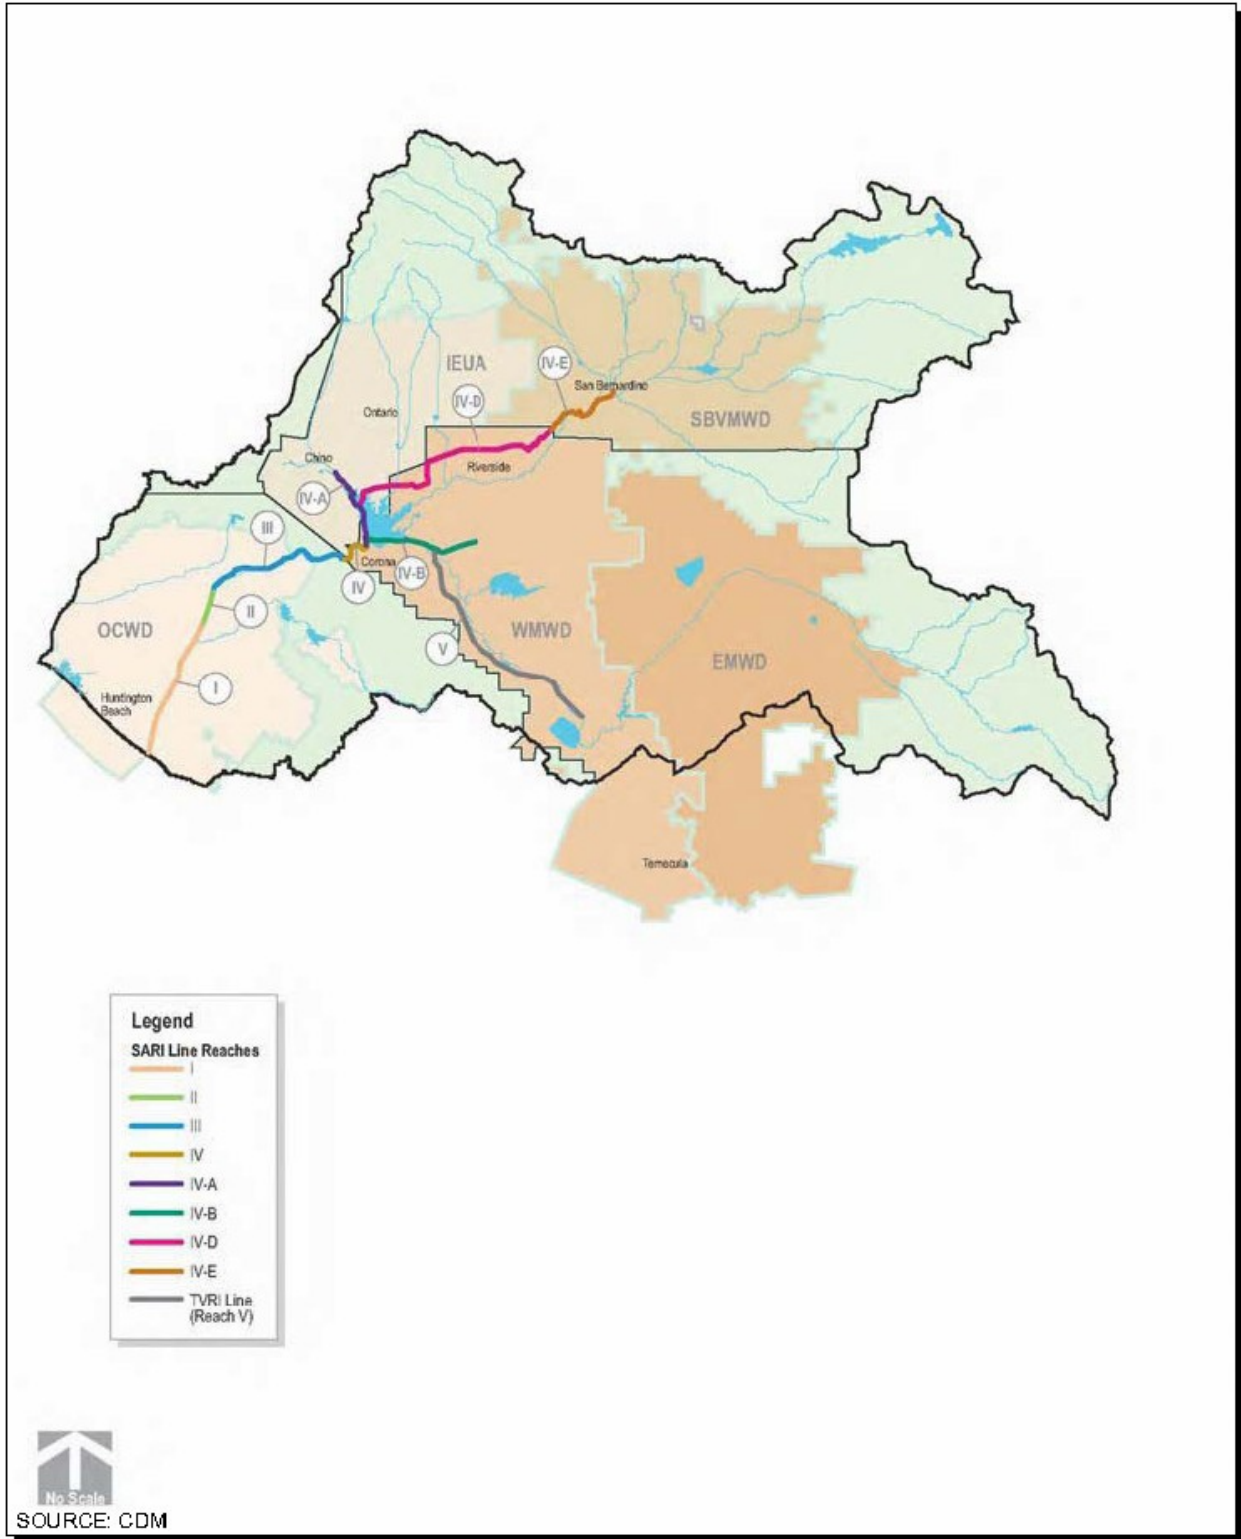 IEUA
IV-E
San Bernardino
IV-D
Ontario
SBVMWD
Chino
Riverside
IV-A
III
Corona
IV-B
IV
II
OCWD
WMWD
V
EMWD
I
Huntington
Beach
Temecula
Legend
SARI Line Reaches
I
II
III
IV
IV-A
IV-B
IV-D
IV-E
TVRI Line
(Reach V)
No Scale
SOURCE: CDM